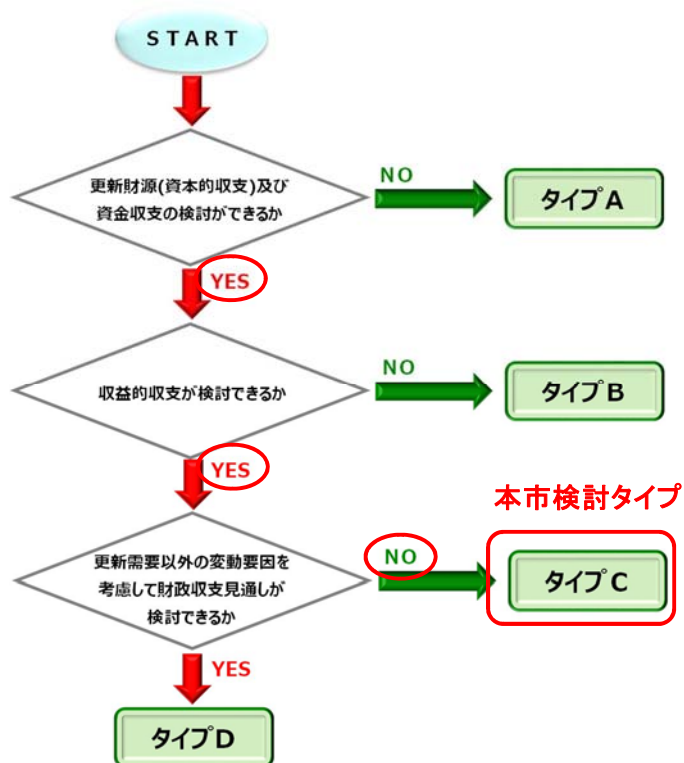 START
更新財源(資本的収支)及び
資金収支の検討ができるか
NO
タイプA
YES
収益的収支が検討できるか
NO
タイプB
YES
本市検討タイプ
更新需要以外の変動要因を
考慮して財政収支見通しが
検討できるか
NO
タイプC
YES
タイプD